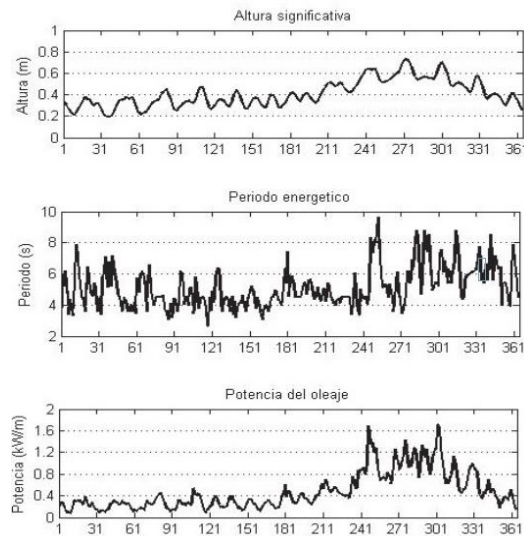 Altura significativa
Altura (m)
1
0.8
0.6
0.4
0.2
0
1 31 61 91 121 151 181 211 241 271 301 331 361
Periodo energetico
Periodo (s)
10
8
6
4
2
1 31 61 91 121 151 181 211 241 271 301 331 361
Potencia del oleaje
Potencia (kW/m)
2
1.6
1.2
0.8
0.4
0
1 31 61 91 121 151 181 211 241 271 301 331 361